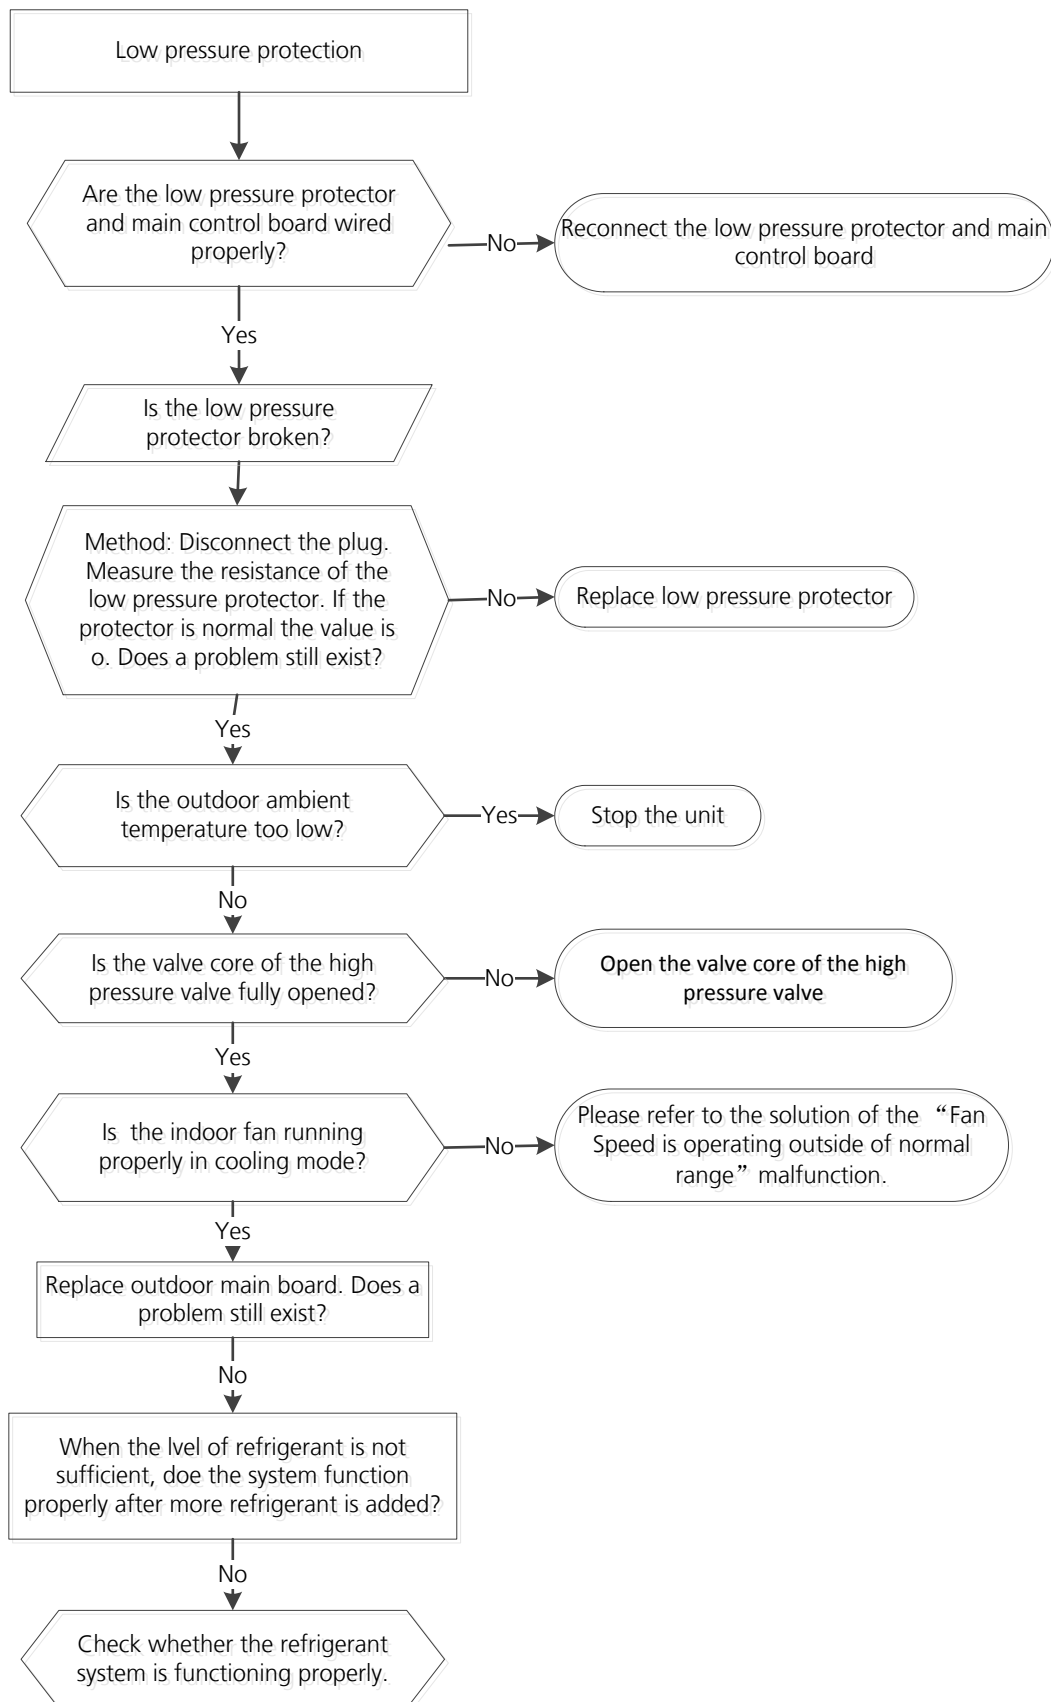 Low pressure protection
Are the low pressure protector
and main control board wired
properly?
No
Reconnect the low pressure protector and main
control board
Yes
Is the low pressure
protector broken?
Method: Disconnect the plug.
Measure the resistance of the
low pressure protector. If the
protector is normal the value is
o. Does a problem still exist?
No
Replace low pressure protector
Yes
Is the outdoor ambient
temperature too low?
Yes
Stop the unit
No
Is the valve core of the high
pressure valve fully opened?
No
Open the valve core of the high
pressure valve
Yes
Is the indoor fan running
properly in cooling mode?
No
Please refer to the solution of the “Fan
Speed is operating outside of normal
range” malfunction.
Yes
Replace outdoor main board. Does a
problem still exist?
No
When the lvel of refrigerant is not
sufficient, doe the system function
properly after more refrigerant is added?
No
Check whether the refrigerant
system is functioning properly.